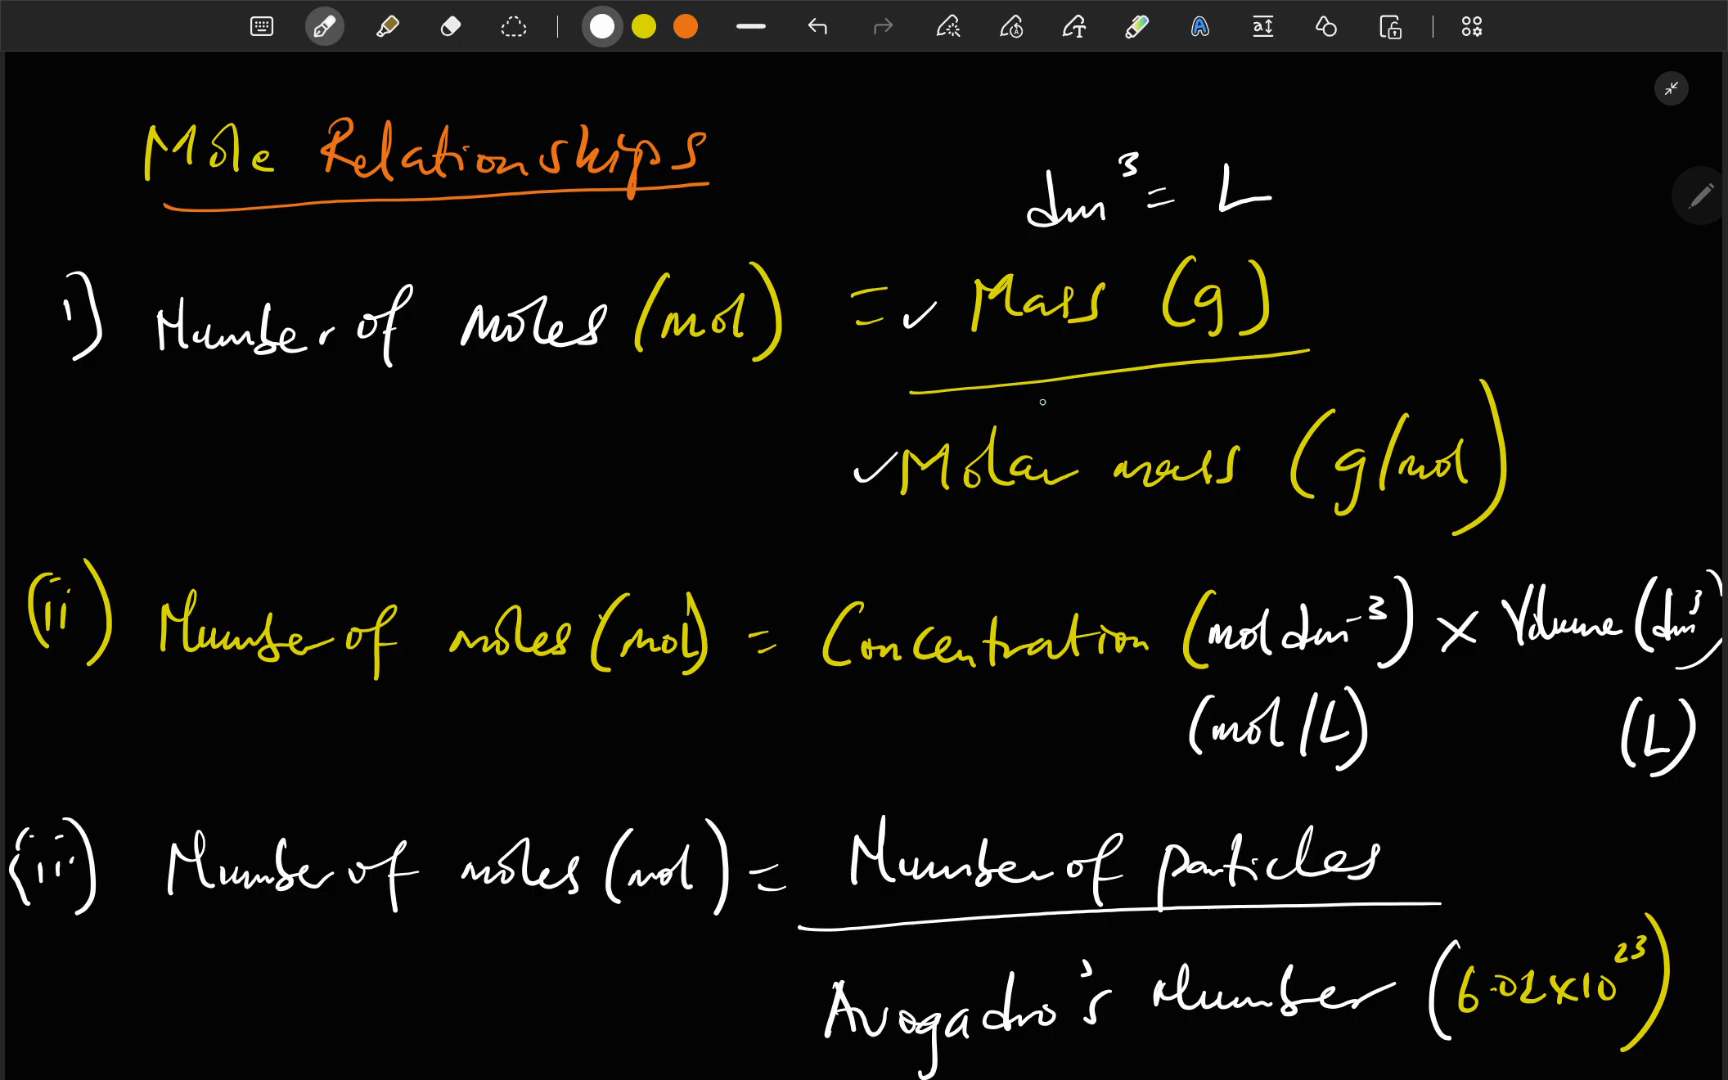 Mole Relationships
dm³ = L
i) Number of moles (mol) = ✓ Mass (g)
✓ Molar mass (g/mol)
(ii) Number of moles (mol) = Concentration (mol dm⁻³) × Volume (dm³)
(mol/L) (L)
(iii) Number of moles (mol) = Number of particles
Avogadro's Number (6.02×10²³)